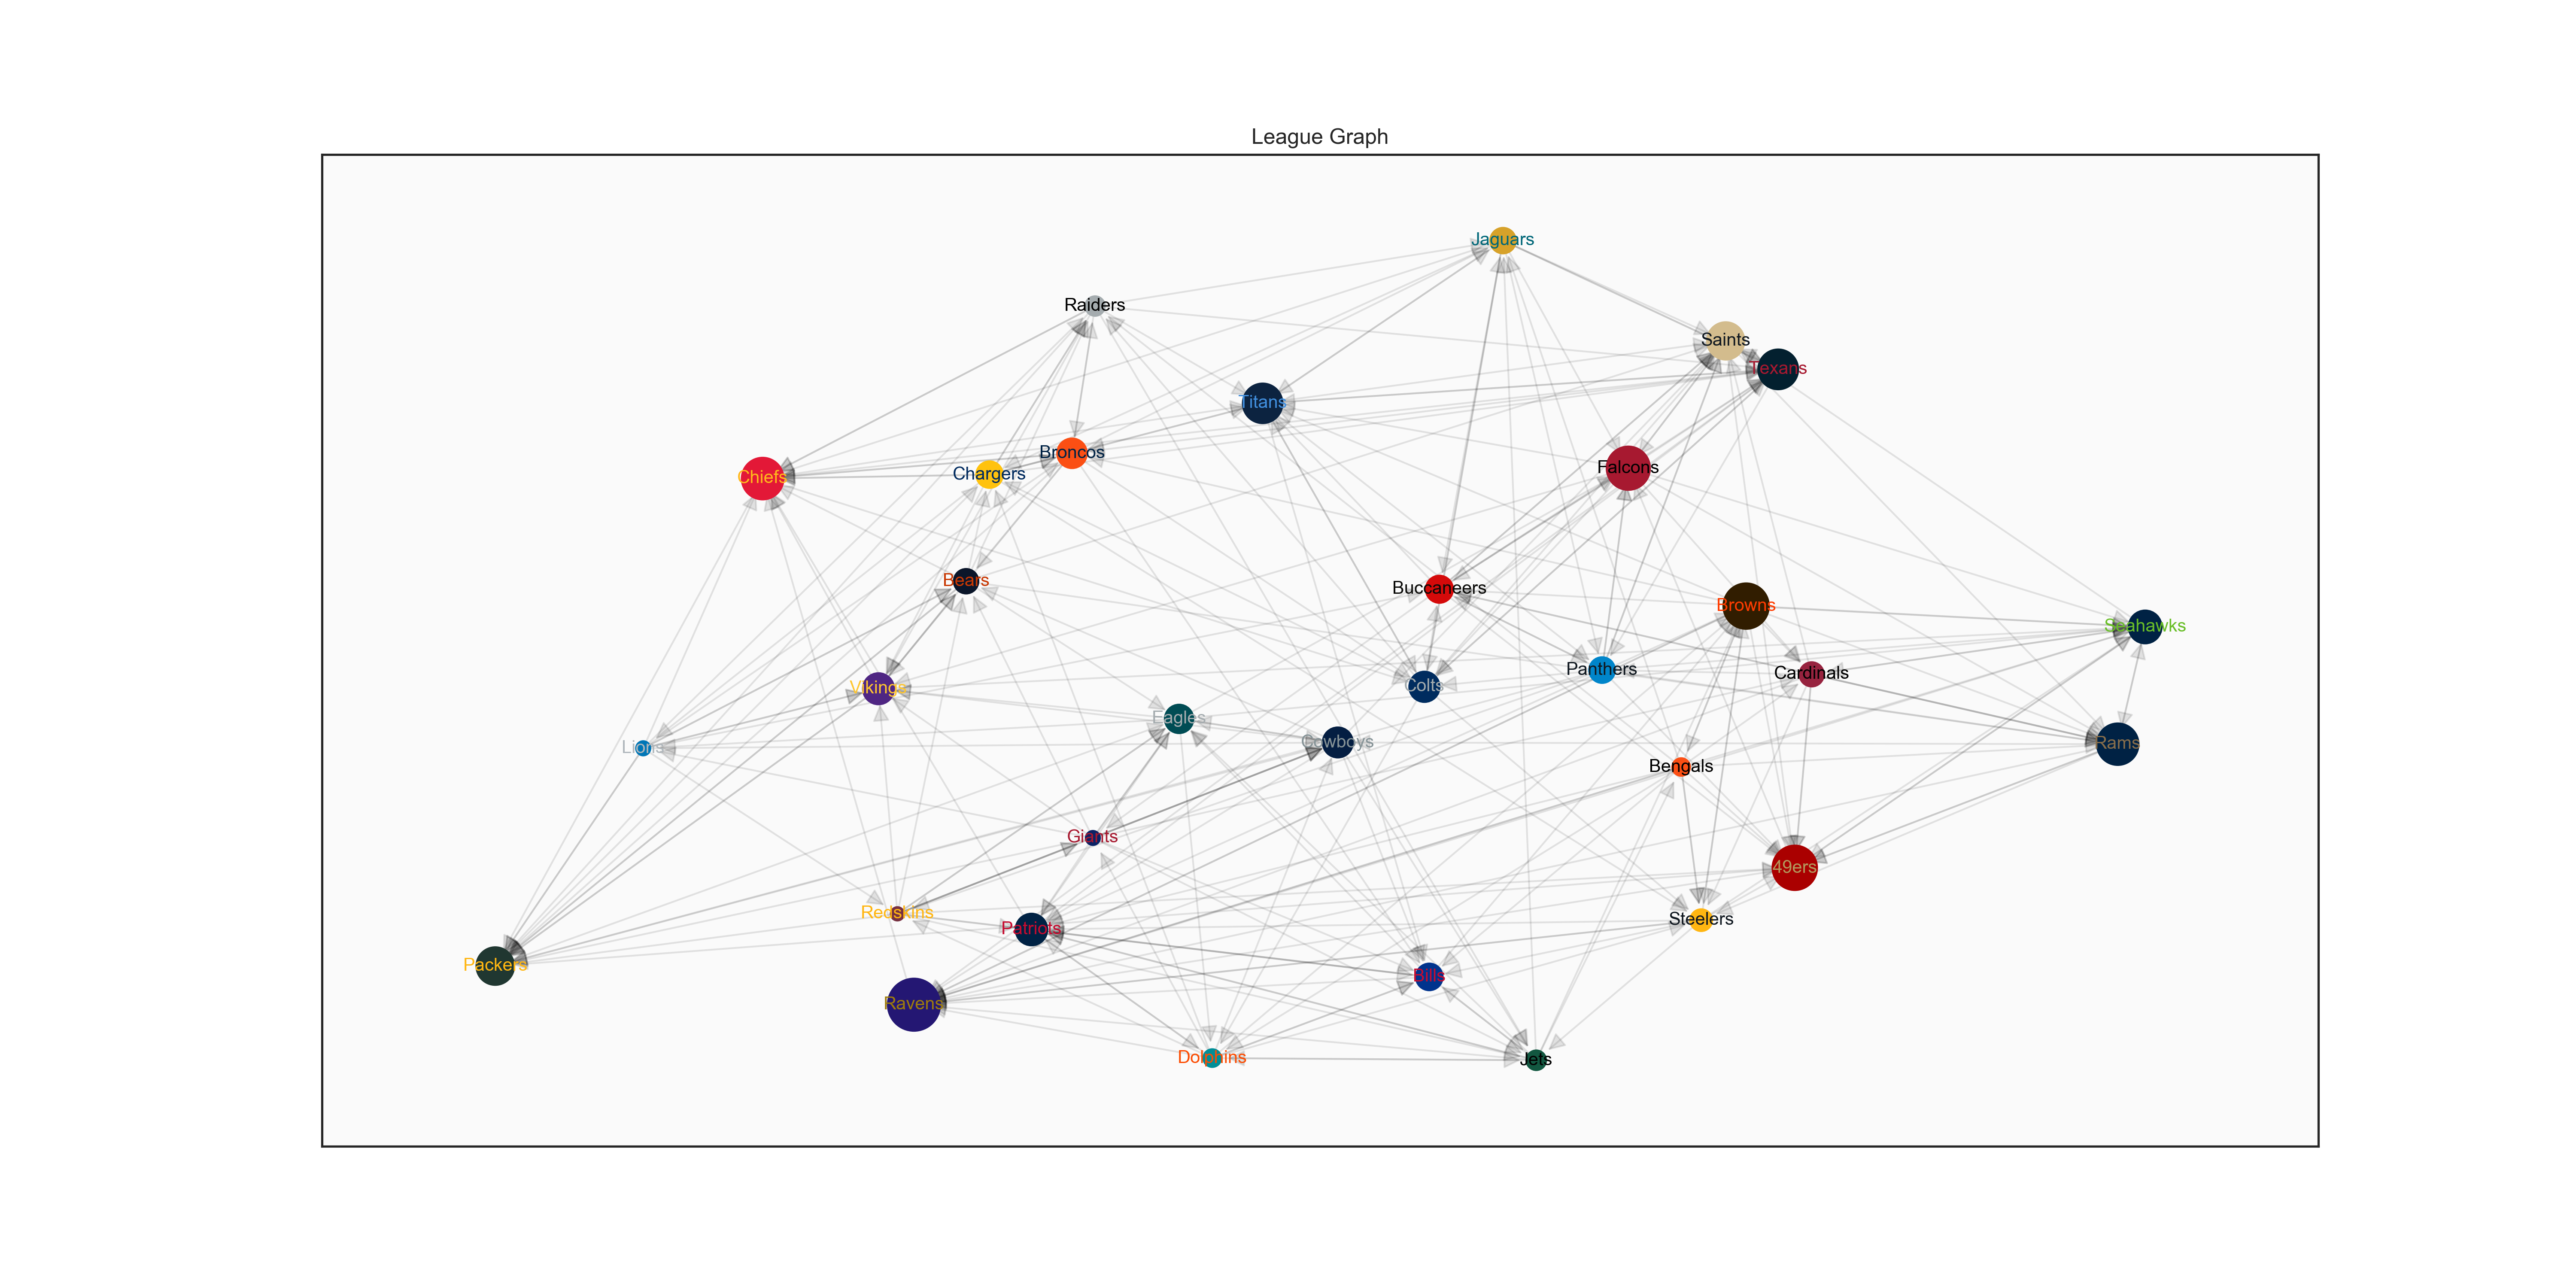 League Graph
Jaguars
Raiders
Saints
Texans
Titans
Broncos
Chargers
Chiefs
Falcons
Bears
Buccaneers
Browns
Seahawks
Panthers
Cardinals
Colts
Vikings
Eagles
Cowboys
Rams
Lions
Bengals
Giants
49ers
Redskins
Steelers
Patriots
Packers
Bills
Ravens
Dolphins
Jets